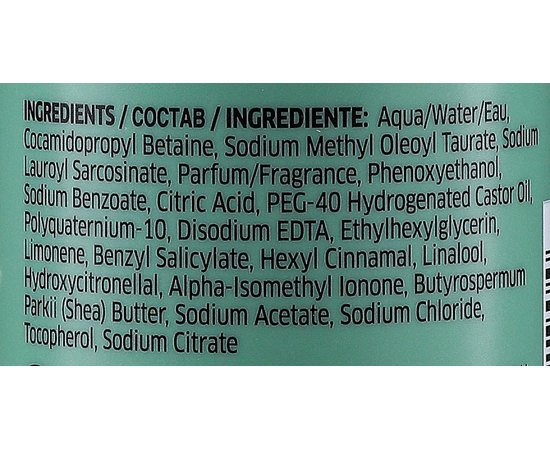 INGREDIENTS / СОСТАВ / INGREDIENTE: Aqua/Water/Eau,
Cocamidopropyl Betaine, Sodium Methyl Oleoyl Taurate, Sodium
Lauroyl Sarcosinate, Parfum/Fragrance, Phenoxyethanol,
Sodium Benzoate, Citric Acid, PEG-40 Hydrogenated Castor Oil,
Polyquaternium-10, Disodium EDTA, Ethylhexylglycerin,
Limonene, Benzyl Salicylate, Hexyl Cinnamal, Linalool,
Hydroxycitronellal, Alpha-Isomethyl Ionone, Butyrospermum
Parkii (Shea) Butter, Sodium Acetate, Sodium Chloride,
Tocopherol, Sodium Citrate